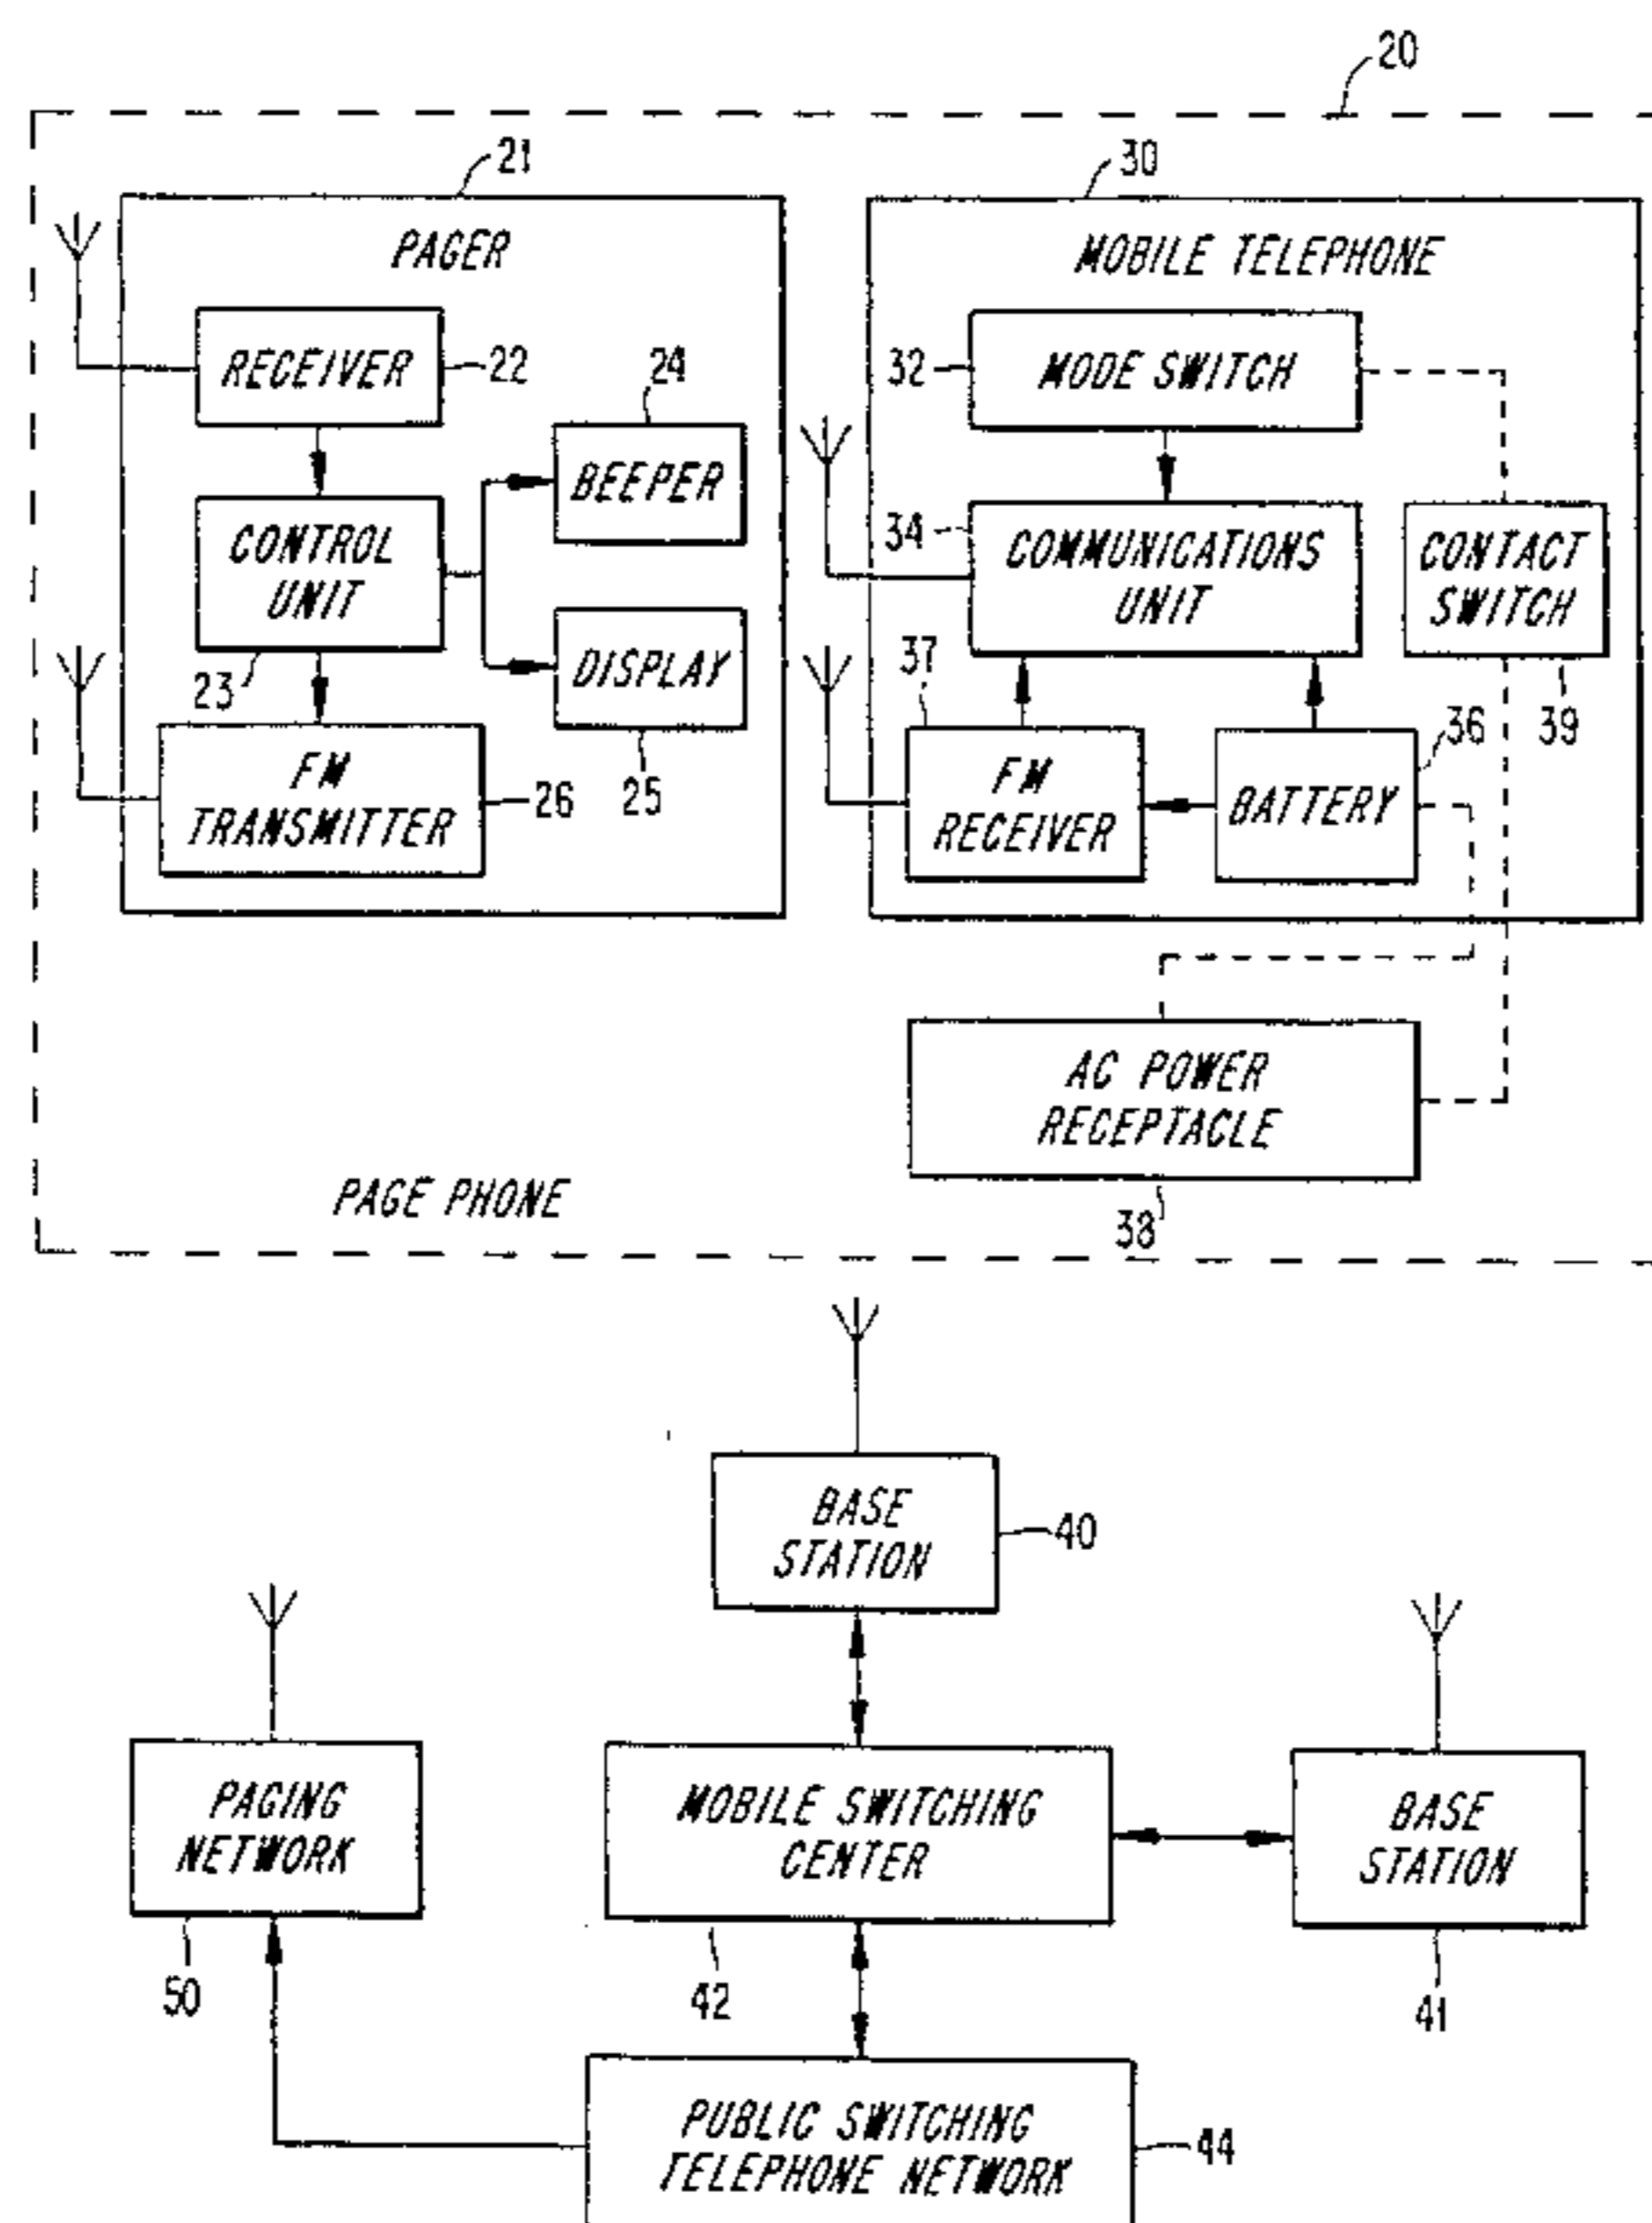 20
21
30
PAGER
MOBILE TELEPHONE
RECEIVER
22
24
32
MODE SWITCH
BEEPER
CONTROL
UNIT
34
COMMUNICATIONS
UNIT
CONTACT
SWITCH
23
DISPLAY
37
36
39
FM
TRANSMITTER
26
25
FM
RECEIVER
BATTERY
AC POWER
RECEPTACLE
PAGE PHONE
38
BASE
STATION
40
PAGING
NETWORK
MOBILE SWITCHING
CENTER
BASE
STATION
50
42
41
PUBLIC SWITCHING
TELEPHONE NETWORK
44